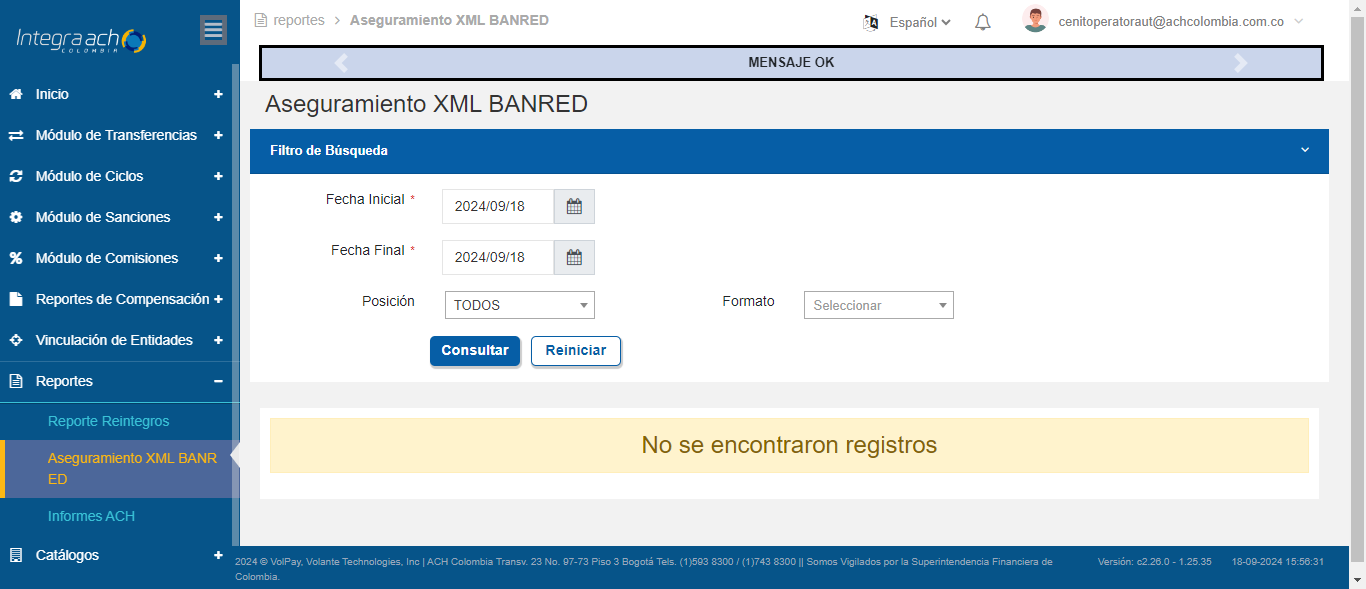 Integra ach
COLOMBIA
Inicio
Módulo de Transferencias
Módulo de Ciclos
Módulo de Sanciones
Módulo de Comisiones
Reportes de Compensación
Vinculación de Entidades
Reportes
Reporte Reintegros
Aseguramiento XML BANR
ED
Informes ACH
Catálogos
reportes > Aseguramiento XML BANRED
Español
cenitoperatoraut@achcolombia.com.co
MENSAJE OK
Aseguramiento XML BANRED
Filtro de Búsqueda
Fecha Inicial * 2024/09/18
Fecha Final * 2024/09/18
Posición TODOS Formato Seleccionar
Consultar Reiniciar
No se encontraron registros
2024 © VolPay, Volante Technologies, Inc | ACH Colombia Transv. 23 No. 97-73 Piso 3 Bogotá Tels. (1)593 8300 / (1)743 8300 || Somos Vigilados por la Superintendencia Financiera de
Colombia.
Versión: c2.26.0 - 1.25.35 18-09-2024 15:56:31